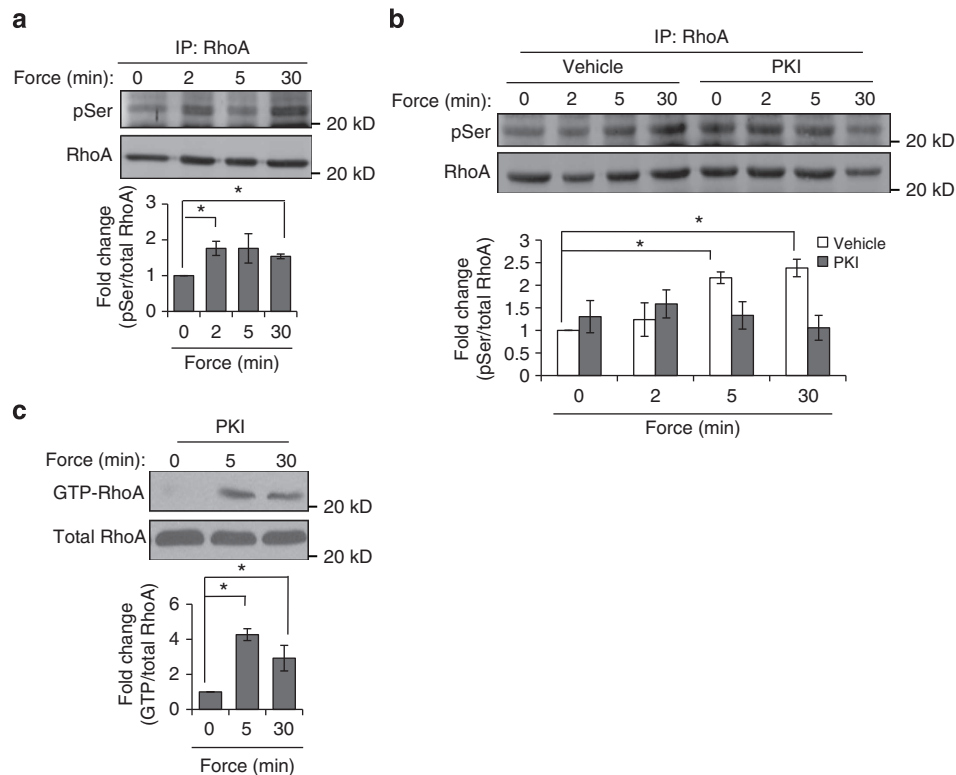 a
IP: RhoA
Force (min): 0 2 5 30
pSer
20 kD
RhoA
20 kD
* *
Fold change
(pSer/total RhoA)
3
2
1
0
0 2 5 30
Force (min)
b
IP: RhoA
Vehicle PKI
Force (min): 0 2 5 30 0 2 5 30
pSer
20 kD
RhoA
20 kD
* *
Vehicle
PKI
Fold change
(pSer/total RhoA)
3
2.5
2
1.5
1
0.5
0
0 2 5 30
Force (min)
c
PKI
Force (min): 0 5 30
GTP-RhoA
20 kD
Total RhoA
20 kD
* *
Fold change
(GTP/total RhoA)
6
4
2
0
0 5 30
Force (min)